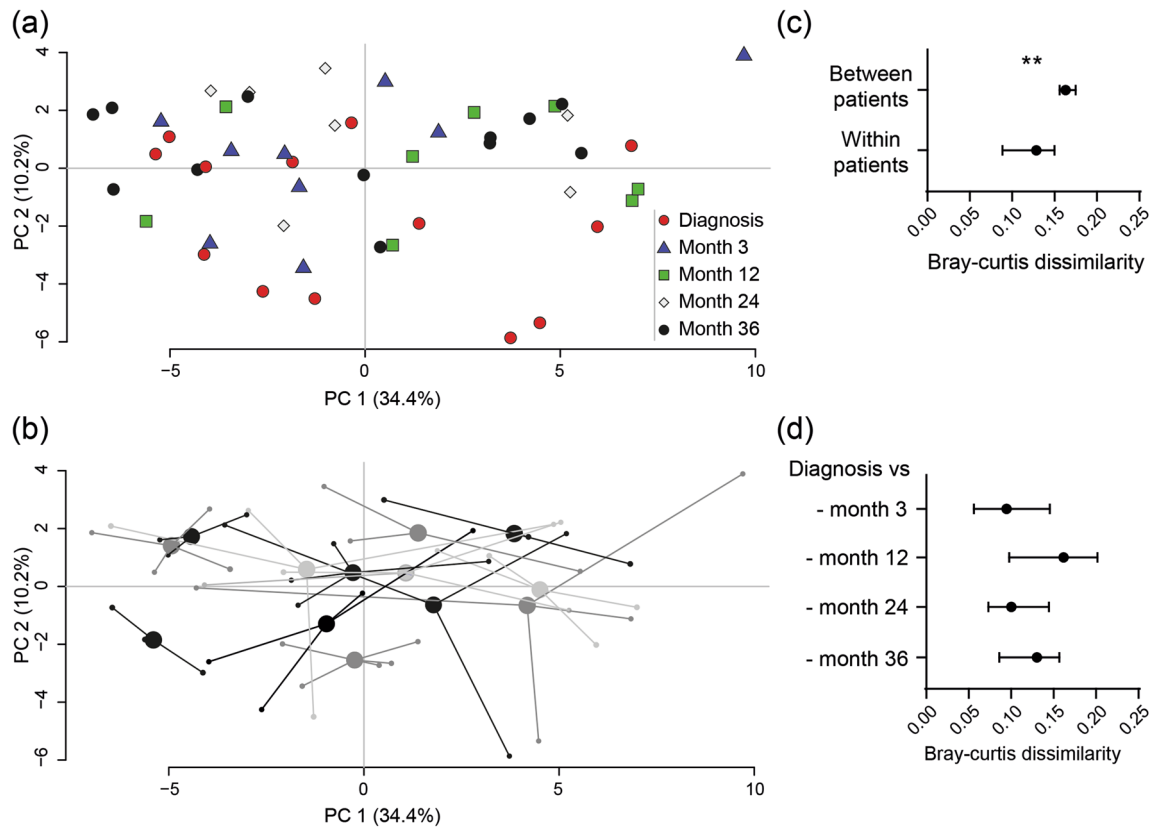 (a)
4
2
0
−2
−4
−6
PC 2 (10.2%)
−5
0
5
10
PC 1 (34.4%)
Diagnosis
Month 3
Month 12
Month 24
Month 36
(c)
**
Between
patients
Within
patients
0.00
0.05
0.10
0.15
0.20
0.25
Bray-curtis dissimilarity
(b)
4
2
0
−2
−4
−6
PC 2 (10.2%)
−5
0
5
10
PC 1 (34.4%)
(d)
Diagnosis vs
- month 3
- month 12
- month 24
- month 36
0.00
0.05
0.10
0.15
0.20
0.25
Bray-curtis dissimilarity